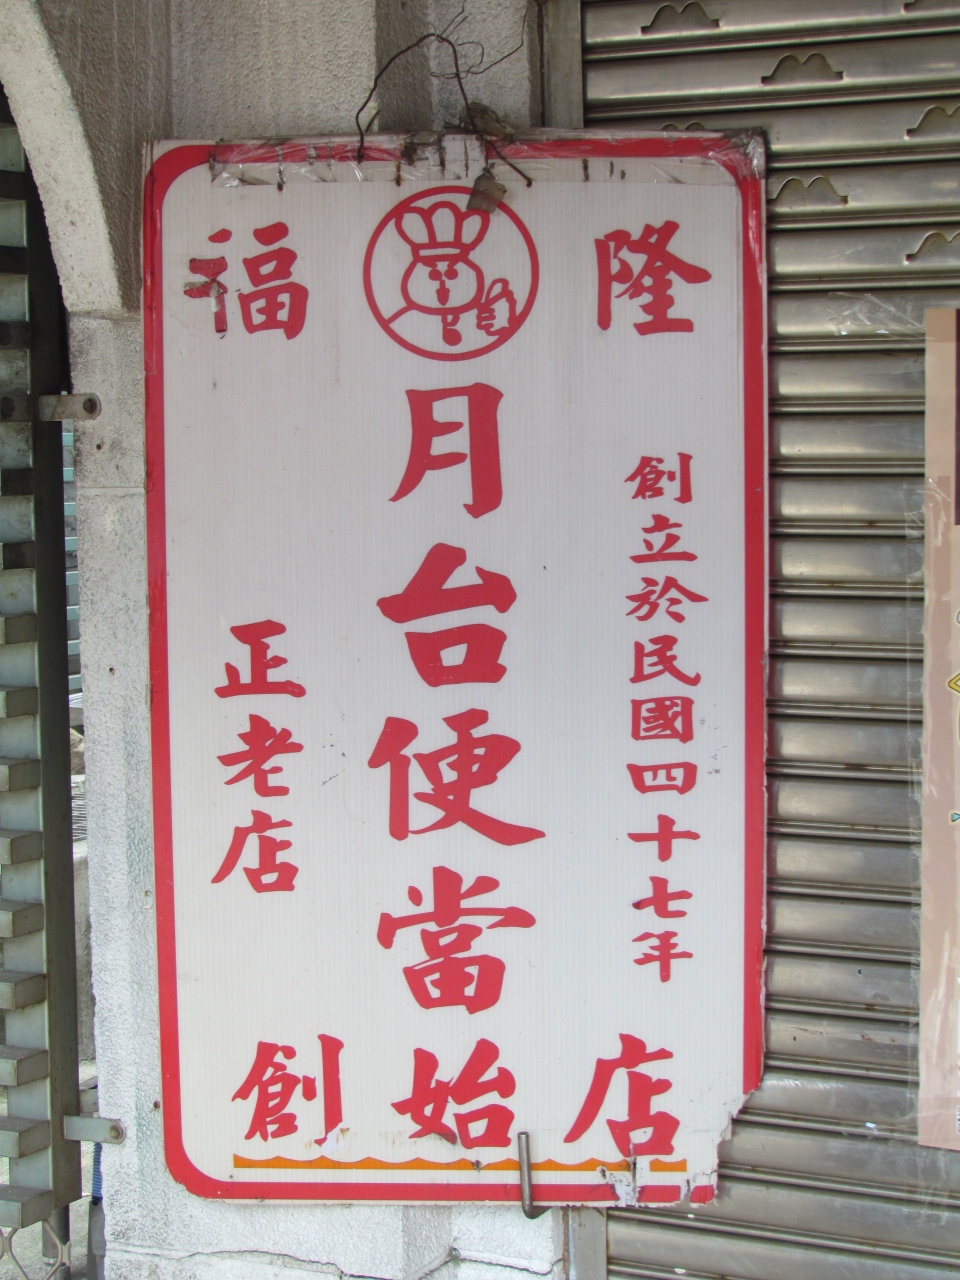 福隆
創立於民國四十七年
月台便當
正老店
創始店